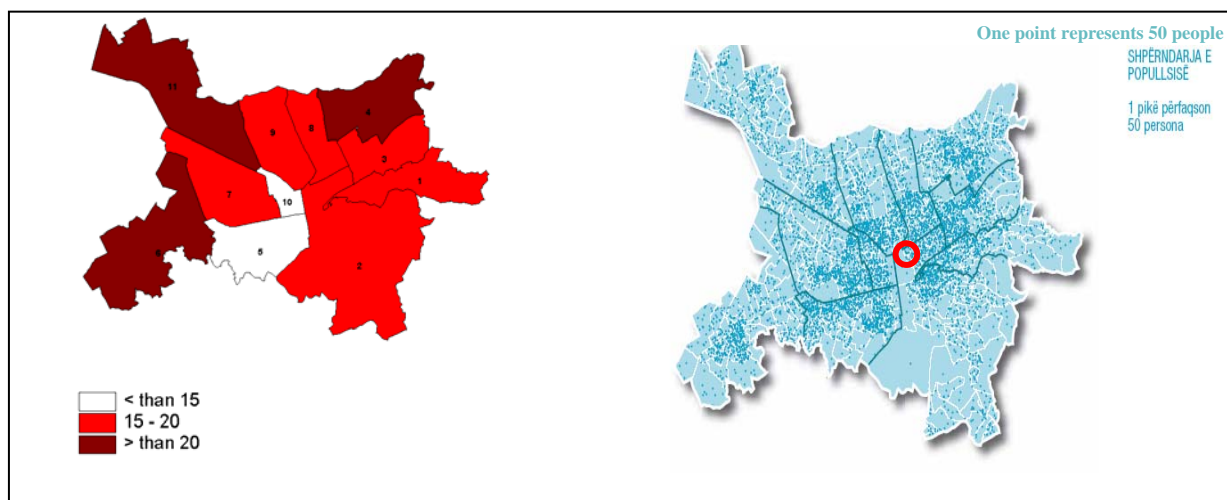 One point represents 50 people
SHPËRNDARJA E
POPULLSISË
1 pikë përfaqson
50 persona
11
4
9
8
3
1
7
10
6
5
2
< than 15
15 - 20
> than 20